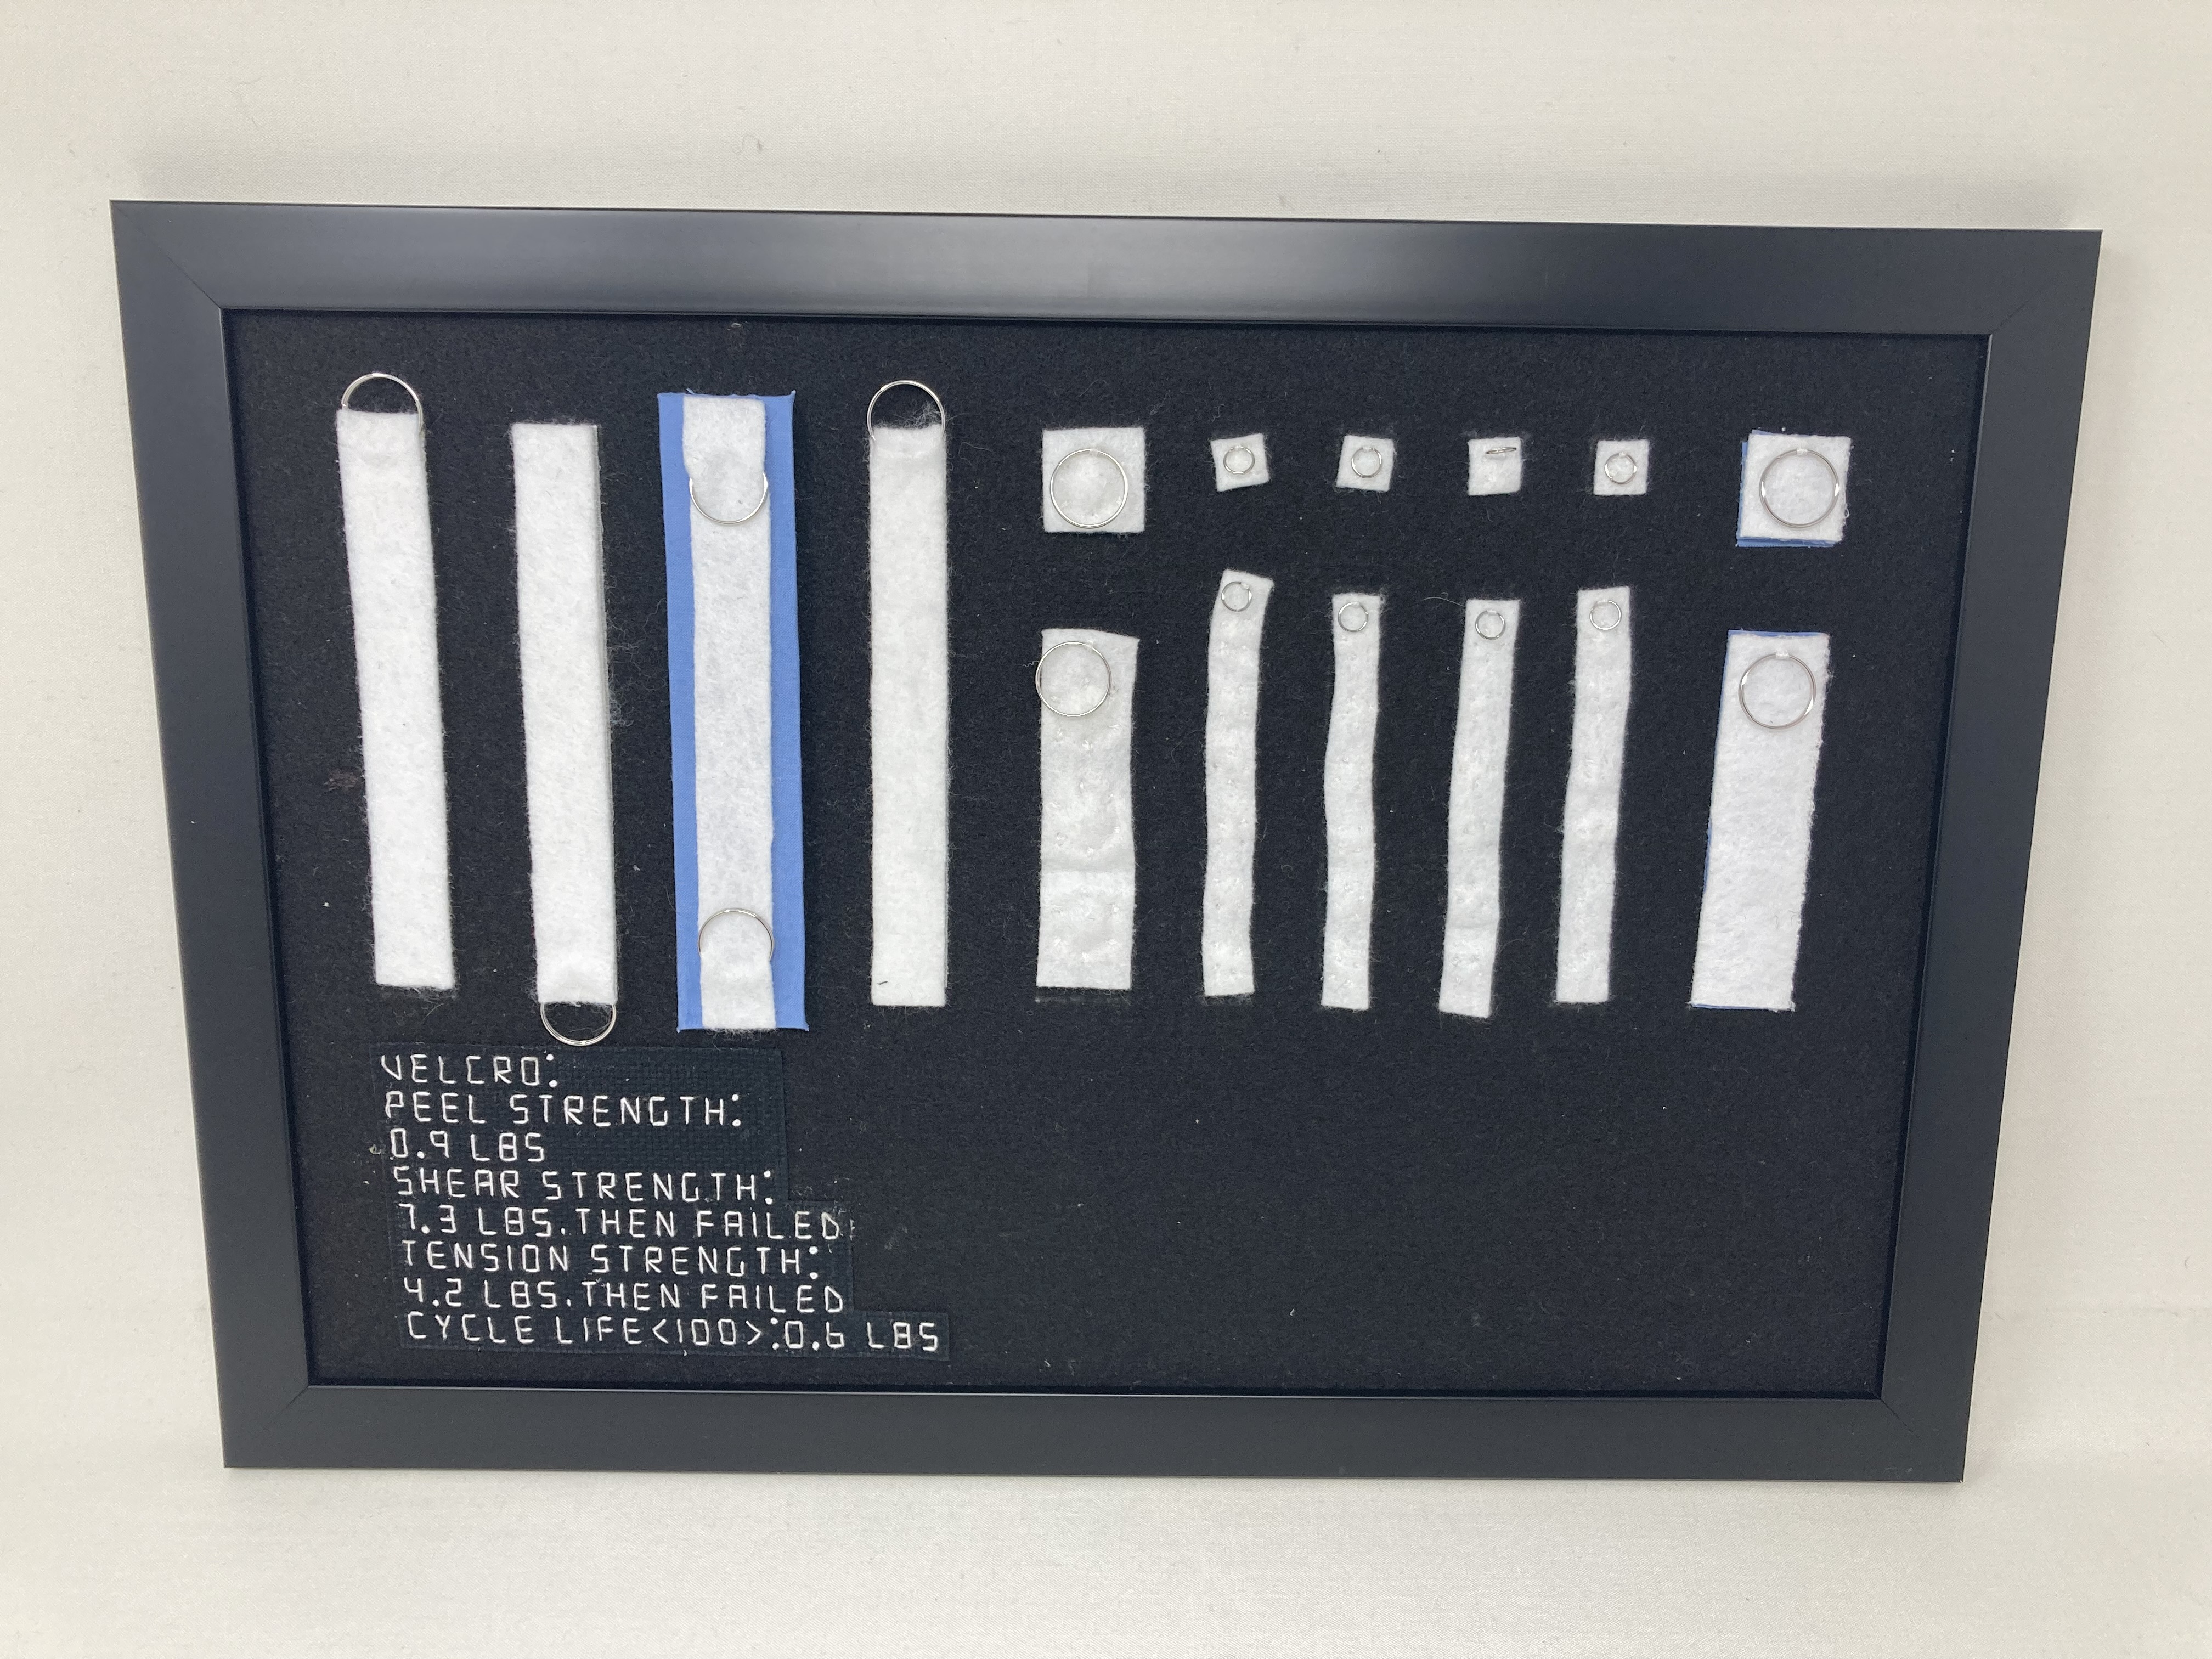 VELCRO:
PEEL STRENGTH:
0.9 LBS
SHEAR STRENGTH:
7.3 LBS.THEN FAILED
TENSION STRENGTH:
4.2 LBS.THEN FAILED
CYCLE LIFE<100>:0.6 LBS